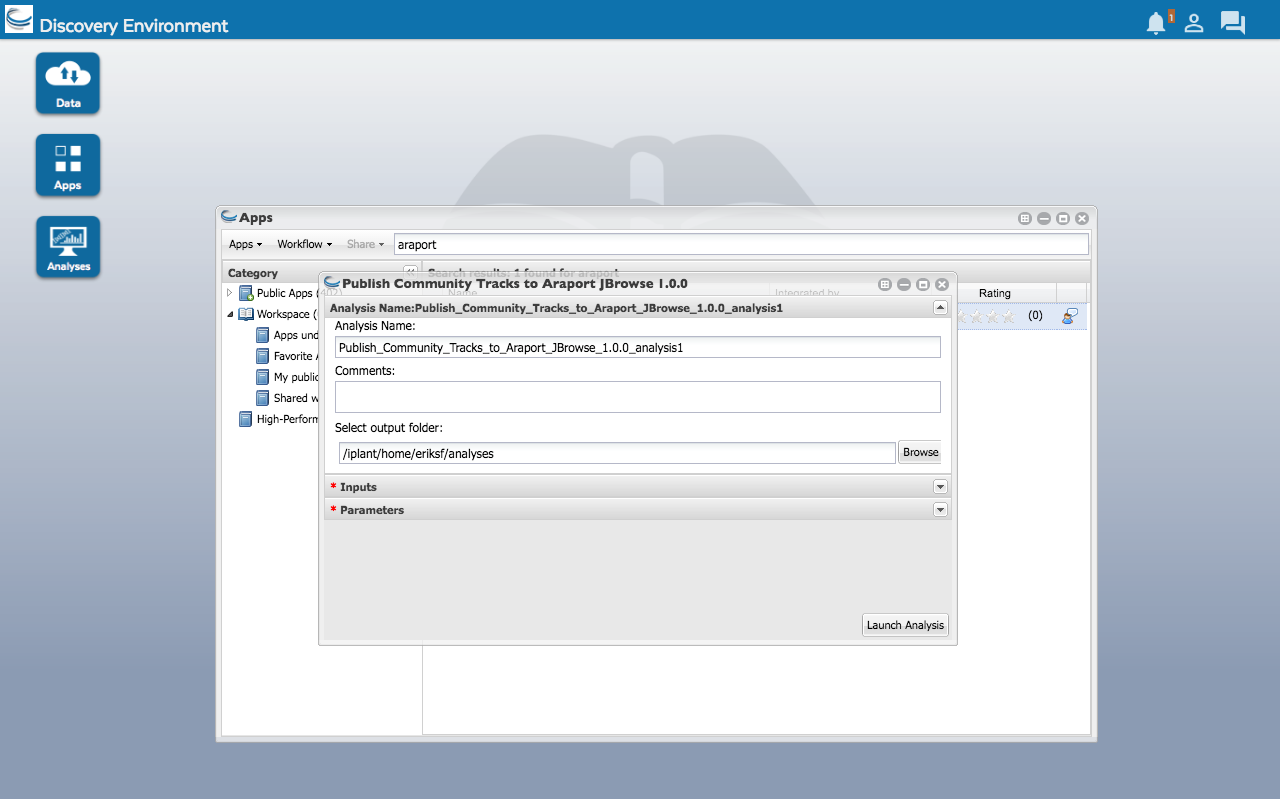 Discovery Environment
1
Data
Apps
Analyses
Apps
Apps
Workflow
Share
araport
Category
Search results: 1 found for araport
Public Apps (402)
Name
Integrated by
Rating
Workspace (
(0)
Apps und
Favorite A
My public
Shared w
High-Perform
Publish Community Tracks to Araport JBrowse 1.0.0
Analysis Name:Publish_Community_Tracks_to_Araport_JBrowse_1.0.0_analysis1
Analysis Name:
Publish_Community_Tracks_to_Araport_JBrowse_1.0.0_analysis1
Comments:
Select output folder:
/iplant/home/eriksf/analyses
Browse
* Inputs
* Parameters
Launch Analysis